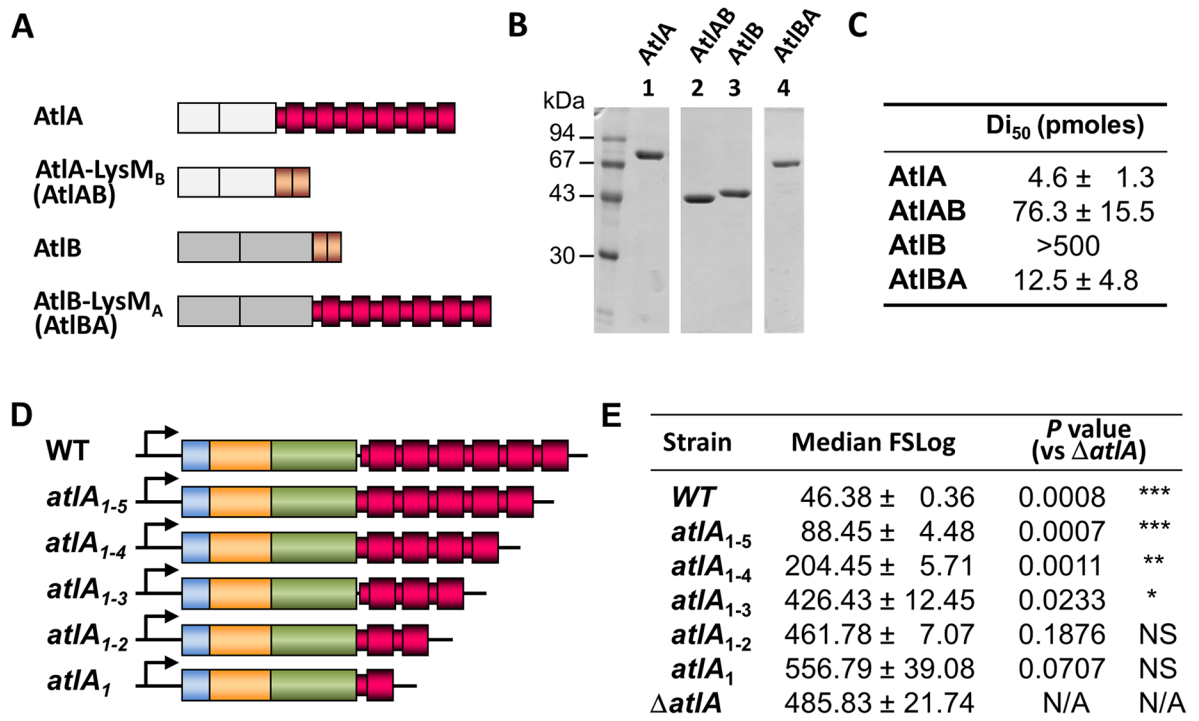 A
AtlA
AtlA-LysMB
(AtlAB)
AtlB
AtlB-LysMA
(AtlBA)
B
AtlA AtlAB AtlB AtlBA
1 2 3 4
kDa
94
67
43
30
C
Di50 (pmoles)
AtlA 4.6 ± 1.3
AtlAB 76.3 ± 15.5
AtlB >500
AtlBA 12.5 ± 4.8
D
WT
atlA1-5
atlA1-4
atlA1-3
atlA1-2
atlA1
E
Strain Median FSLog P value
(vs ΔatlA)
WT 46.38 ± 0.36 0.0008 ***
atlA1-5 88.45 ± 4.48 0.0007 ***
atlA1-4 204.45 ± 5.71 0.0011 **
atlA1-3 426.43 ± 12.45 0.0233 *
atlA1-2 461.78 ± 7.07 0.1876 NS
atlA1 556.79 ± 39.08 0.0707 NS
ΔatlA 485.83 ± 21.74 N/A N/A